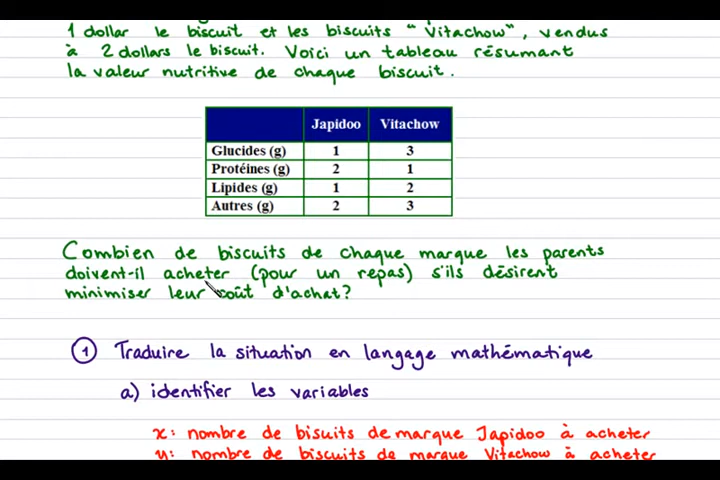 1 dollar le biscuit et les biscuits "Vitachow", vendus
à 2 dollars le biscuit. Voici un tableau résumant
la valeur nutritive de chaque biscuit.
Japidoo Vitachow
Glucides (g) 1 3
Protéines (g) 2 1
Lipides (g) 1 2
Autres (g) 2 3
Combien de biscuits de chaque marque les parents
doivent-il acheter (pour un repas) s'ils désirent
minimiser leur coût d'achat?
1 Traduire la situation en langage mathématique
a) identifier les variables
x: nombre de bisuits de marque Japidoo à acheter
y: nombre de biscuits de marque Vitachow à acheter